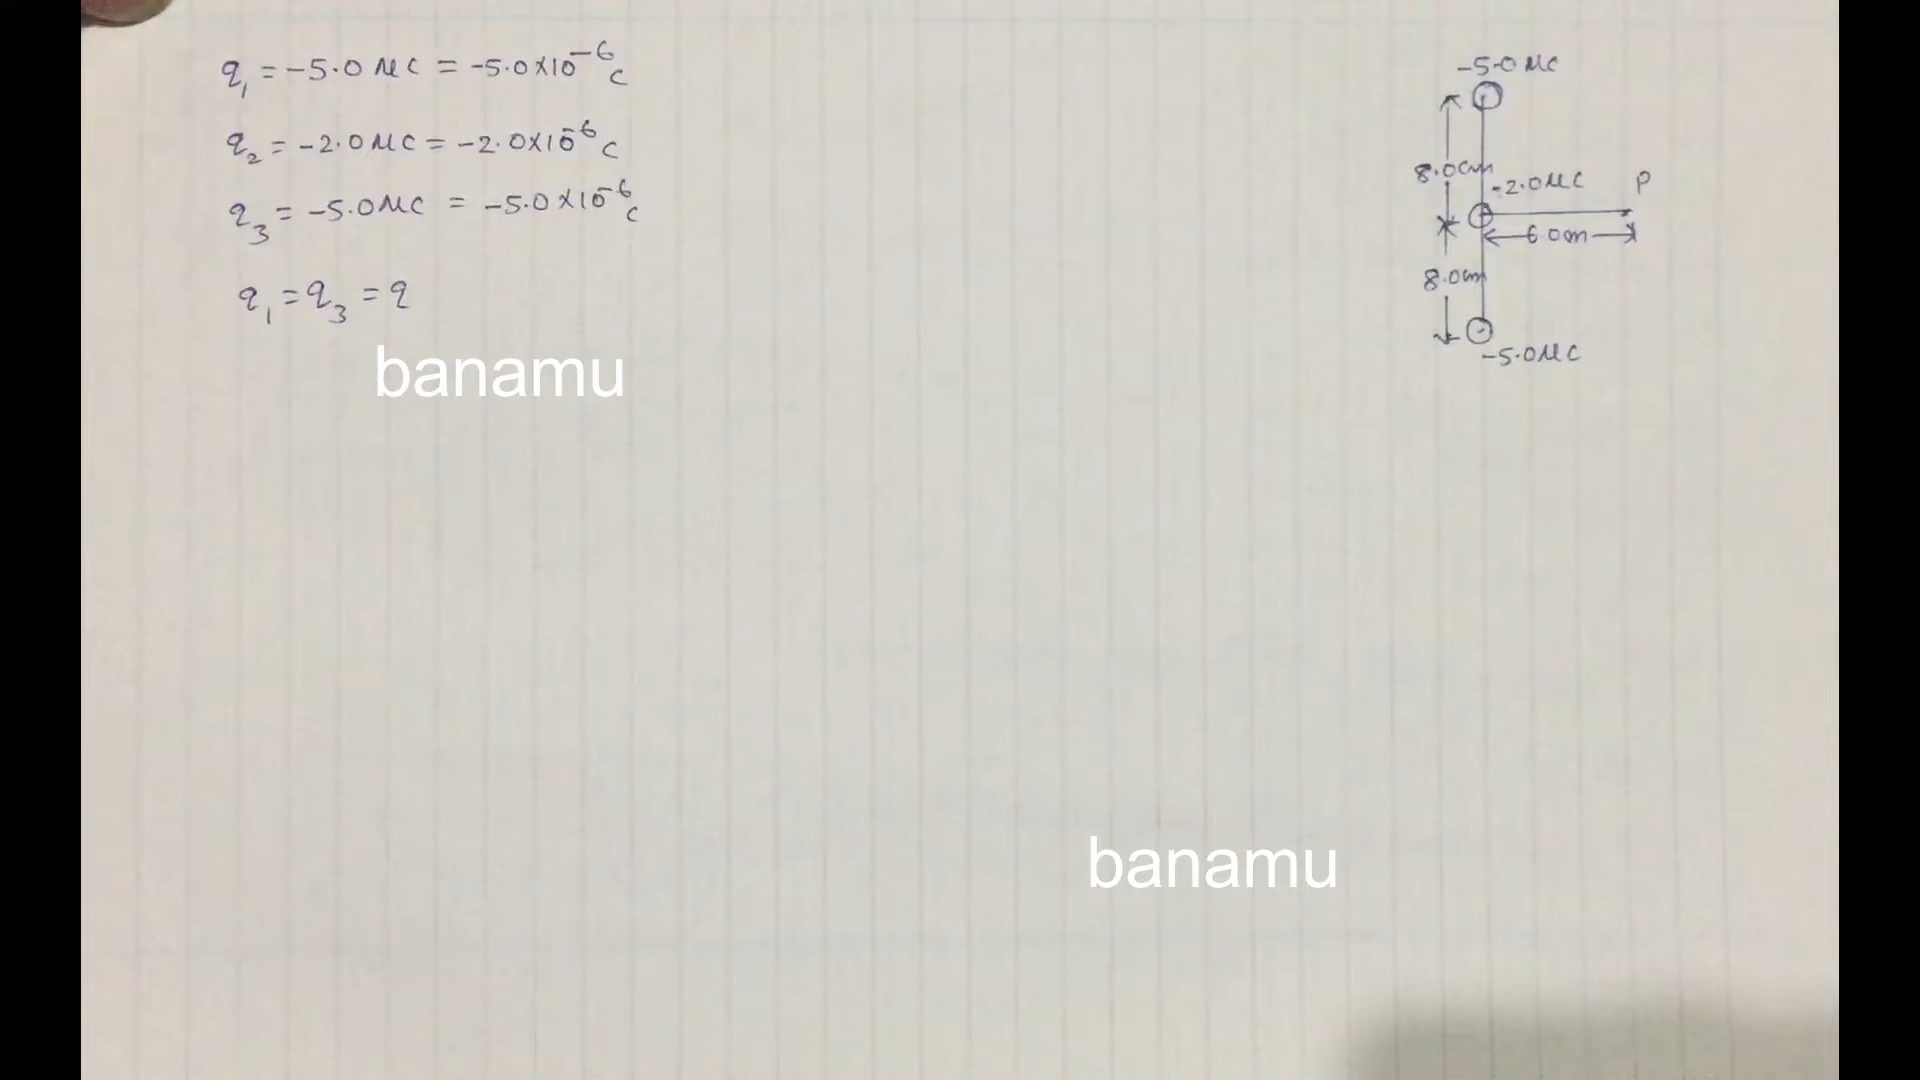 q₁ = -5.0 μC = -5.0×10⁻⁶ C
q₂ = -2.0 μC = -2.0×10⁻⁶ C
q₃ = -5.0 μC = -5.0×10⁻⁶ C
q₁ = q₃ = q
banamu
-5.0 μC
8.0cm
-2.0 μC
P
6.0cm
8.0cm
-5.0 μC
banamu